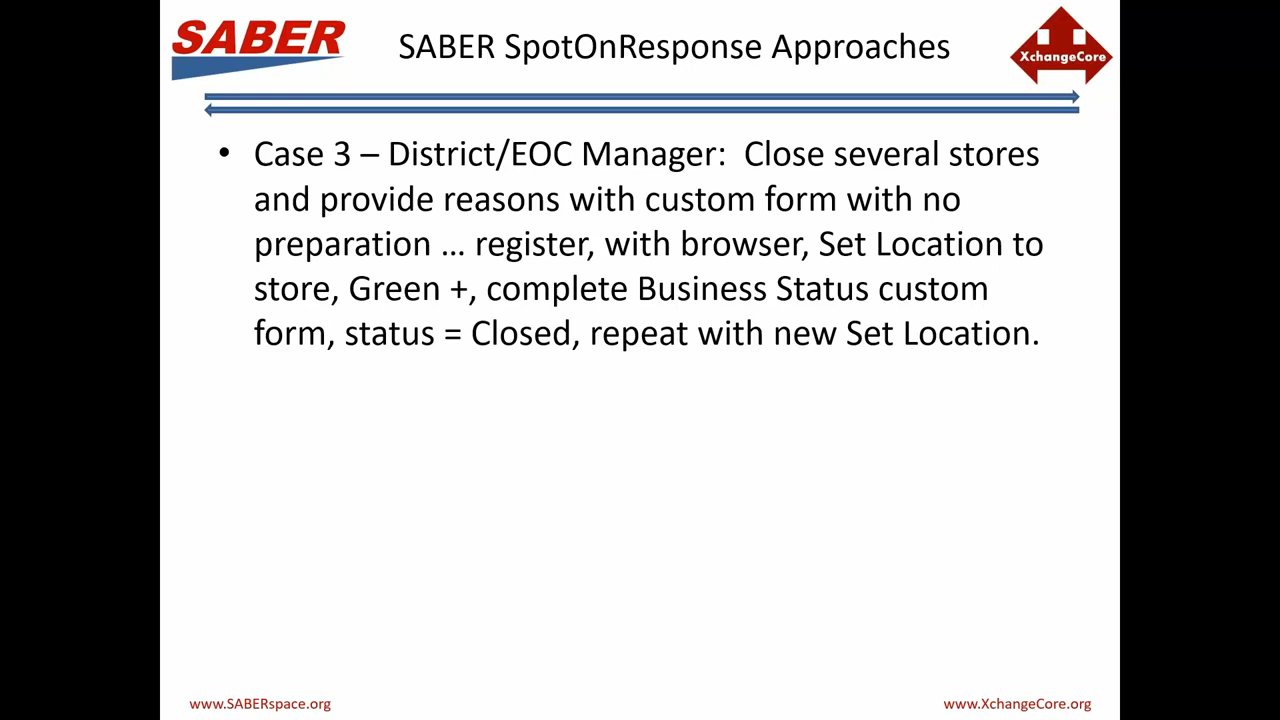 SABER
SABER SpotOnResponse Approaches
XchangeCore
• Case 3 – District/EOC Manager:  Close several stores
and provide reasons with custom form with no
preparation … register, with browser, Set Location to
store, Green +, complete Business Status custom
form, status = Closed, repeat with new Set Location.
www.SABERspace.org
www.XchangeCore.org